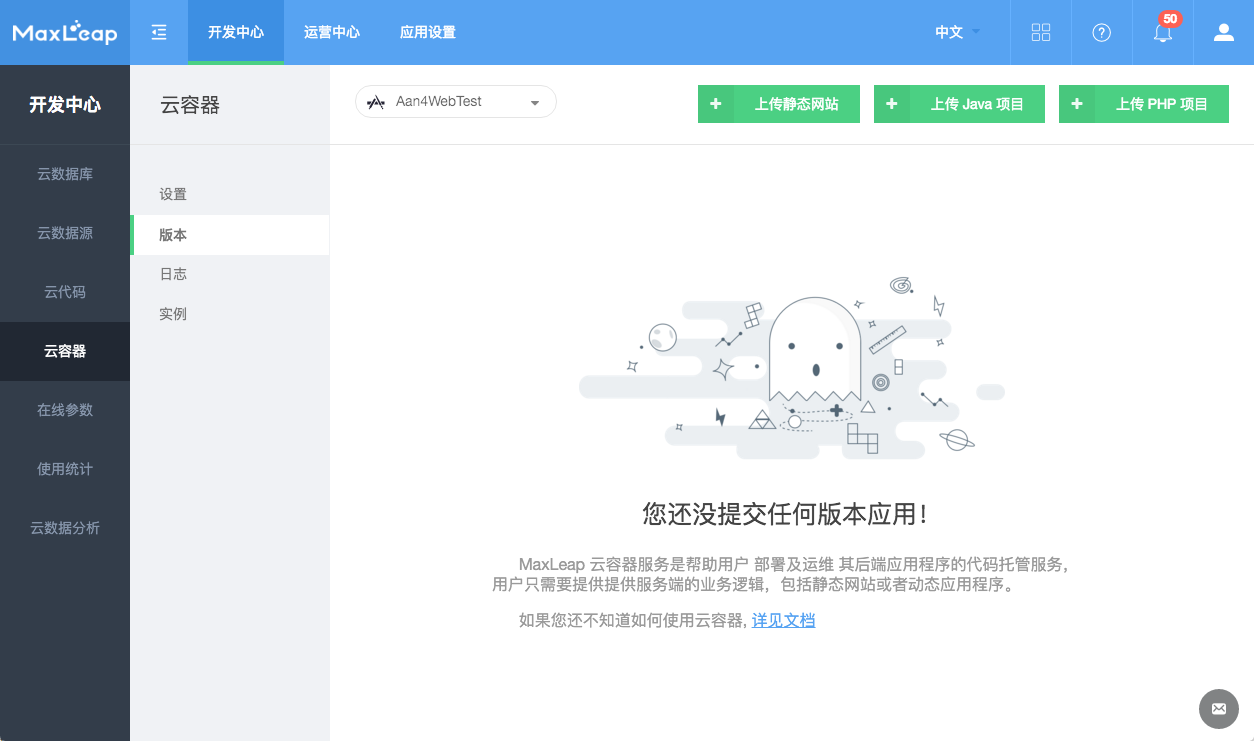 MaxLeap
开发中心
运营中心
应用设置
中文
50
开发中心
云数据库
云数据源
云代码
云容器
在线参数
使用统计
云数据分析
云容器
设置
版本
日志
实例
Aan4WebTest
上传静态网站
上传 Java 项目
上传 PHP 项目
您还没提交任何版本应用！
MaxLeap 云容器服务是帮助用户 部署及运维 其后端应用程序的代码托管服务，
用户只需要提供提供服务端的业务逻辑，包括静态网站或者动态应用程序。
如果您还不知道如何使用云容器, 详见文档